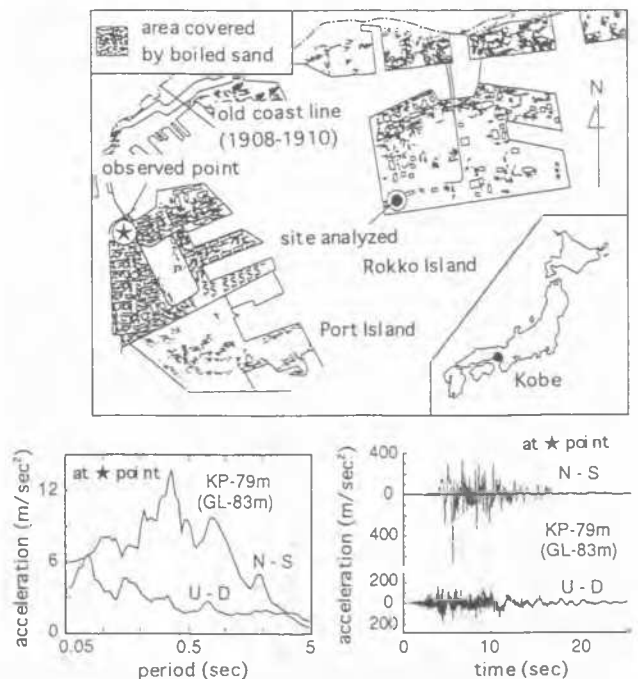 area covered
by boiled sand
old coast line
(1908-1910)
N
observed point
★
site analyzed
Rokko Island
Port Island
Kobe
at ★ point
KP-79m
(GL-83m)
N - S
U - D
acceleration (m/sec²)
12
6
0
0.05
0.5
5
period (sec)
at ★ point
N - S
KP-79m
(GL-83m)
U - D
acceleration (m/sec²)
400
0
400
200
0
200
0
10
20
time (sec)